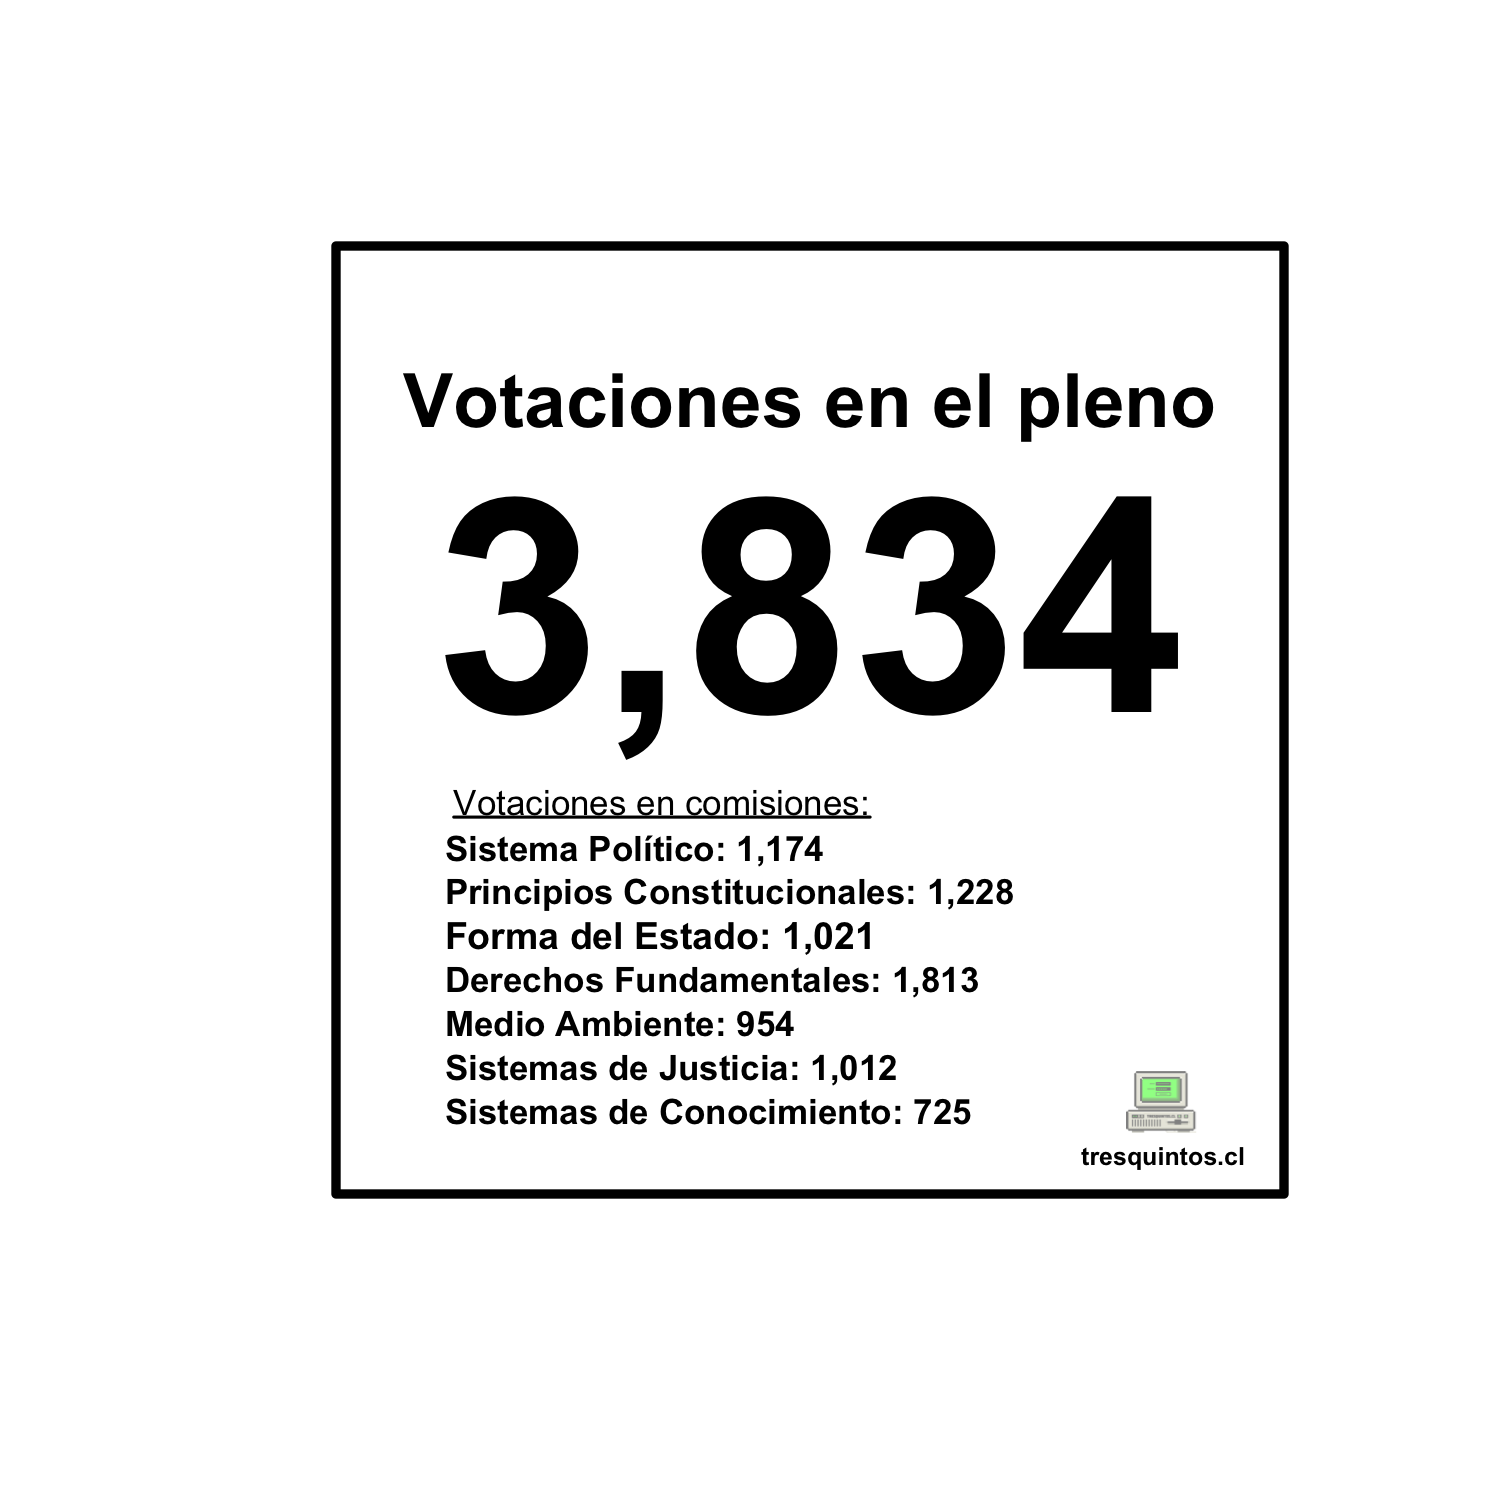 Votaciones en el pleno
3,834
Votaciones en comisiones:
Sistema Político: 1,174
Principios Constitucionales: 1,228
Forma del Estado: 1,021
Derechos Fundamentales: 1,813
Medio Ambiente: 954
Sistemas de Justicia: 1,012
Sistemas de Conocimiento: 725
tresquintos.cl